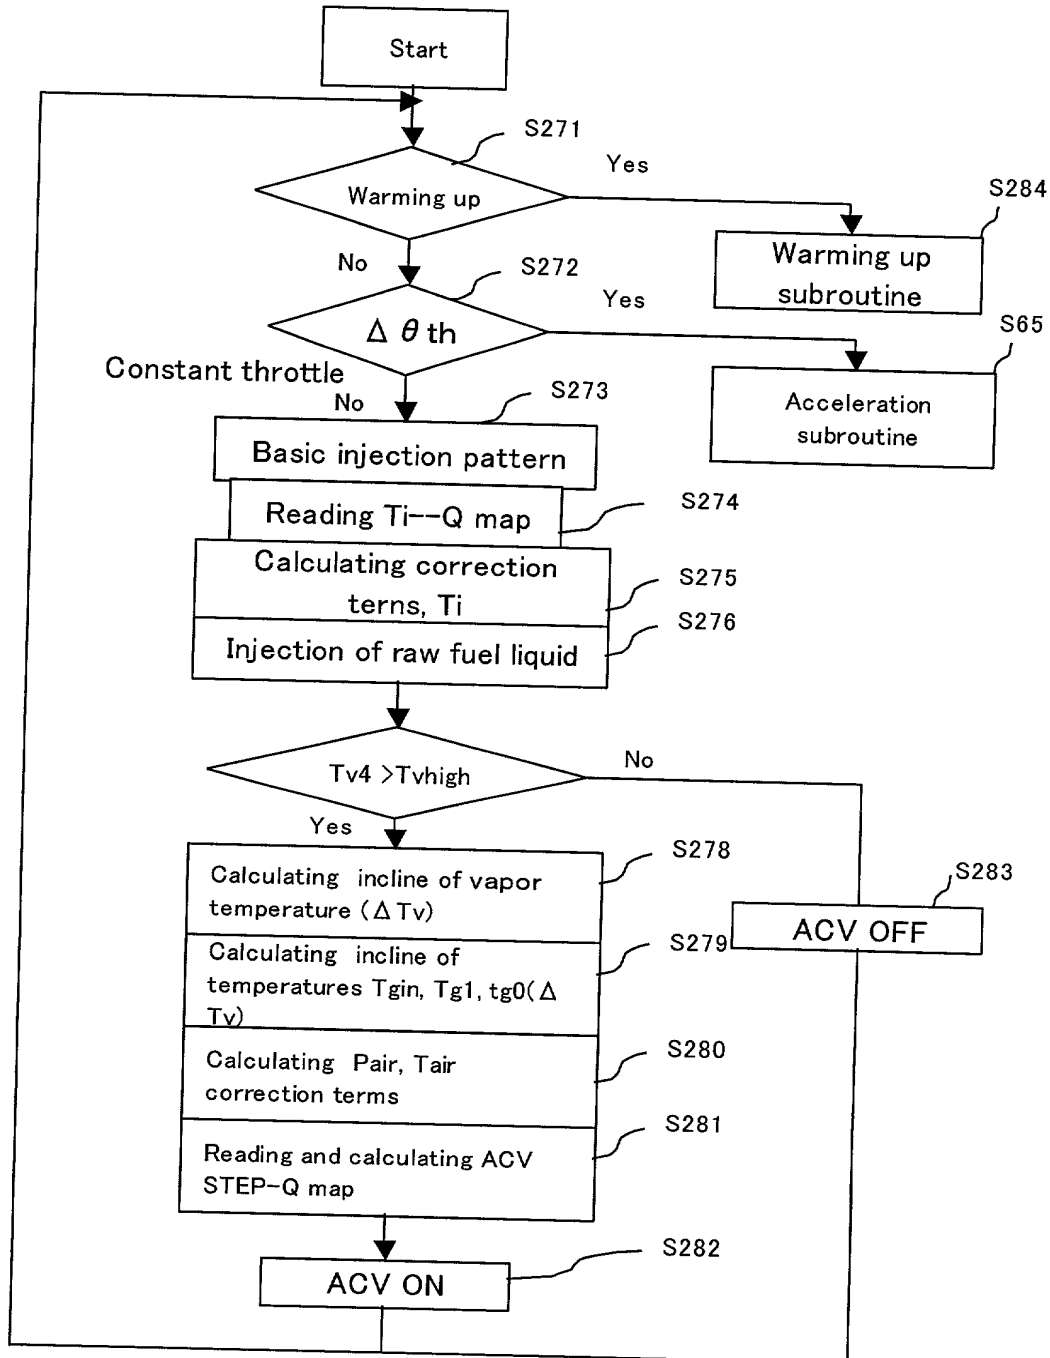 Start
S271
Yes
Warming up
S284
Warming up
subroutine
No
S272
Yes
Δ θ th
S65
Constant throttle
No
S273
Acceleration
subroutine
Basic injection pattern
S274
Reading Ti--Q map
Calculating correction
terns, Ti
S275
S276
Injection of raw fuel liquid
Tv4 >Tvhigh
No
Yes
S278
Calculating incline of vapor
temperature (Δ Tv)
S283
ACV OFF
S279
Calculating incline of
temperatures Tgin, Tg1, tg0(Δ
Tv)
S280
Calculating Pair, Tair
correction terms
S281
Reading and calculating ACV
STEP-Q map
S282
ACV ON